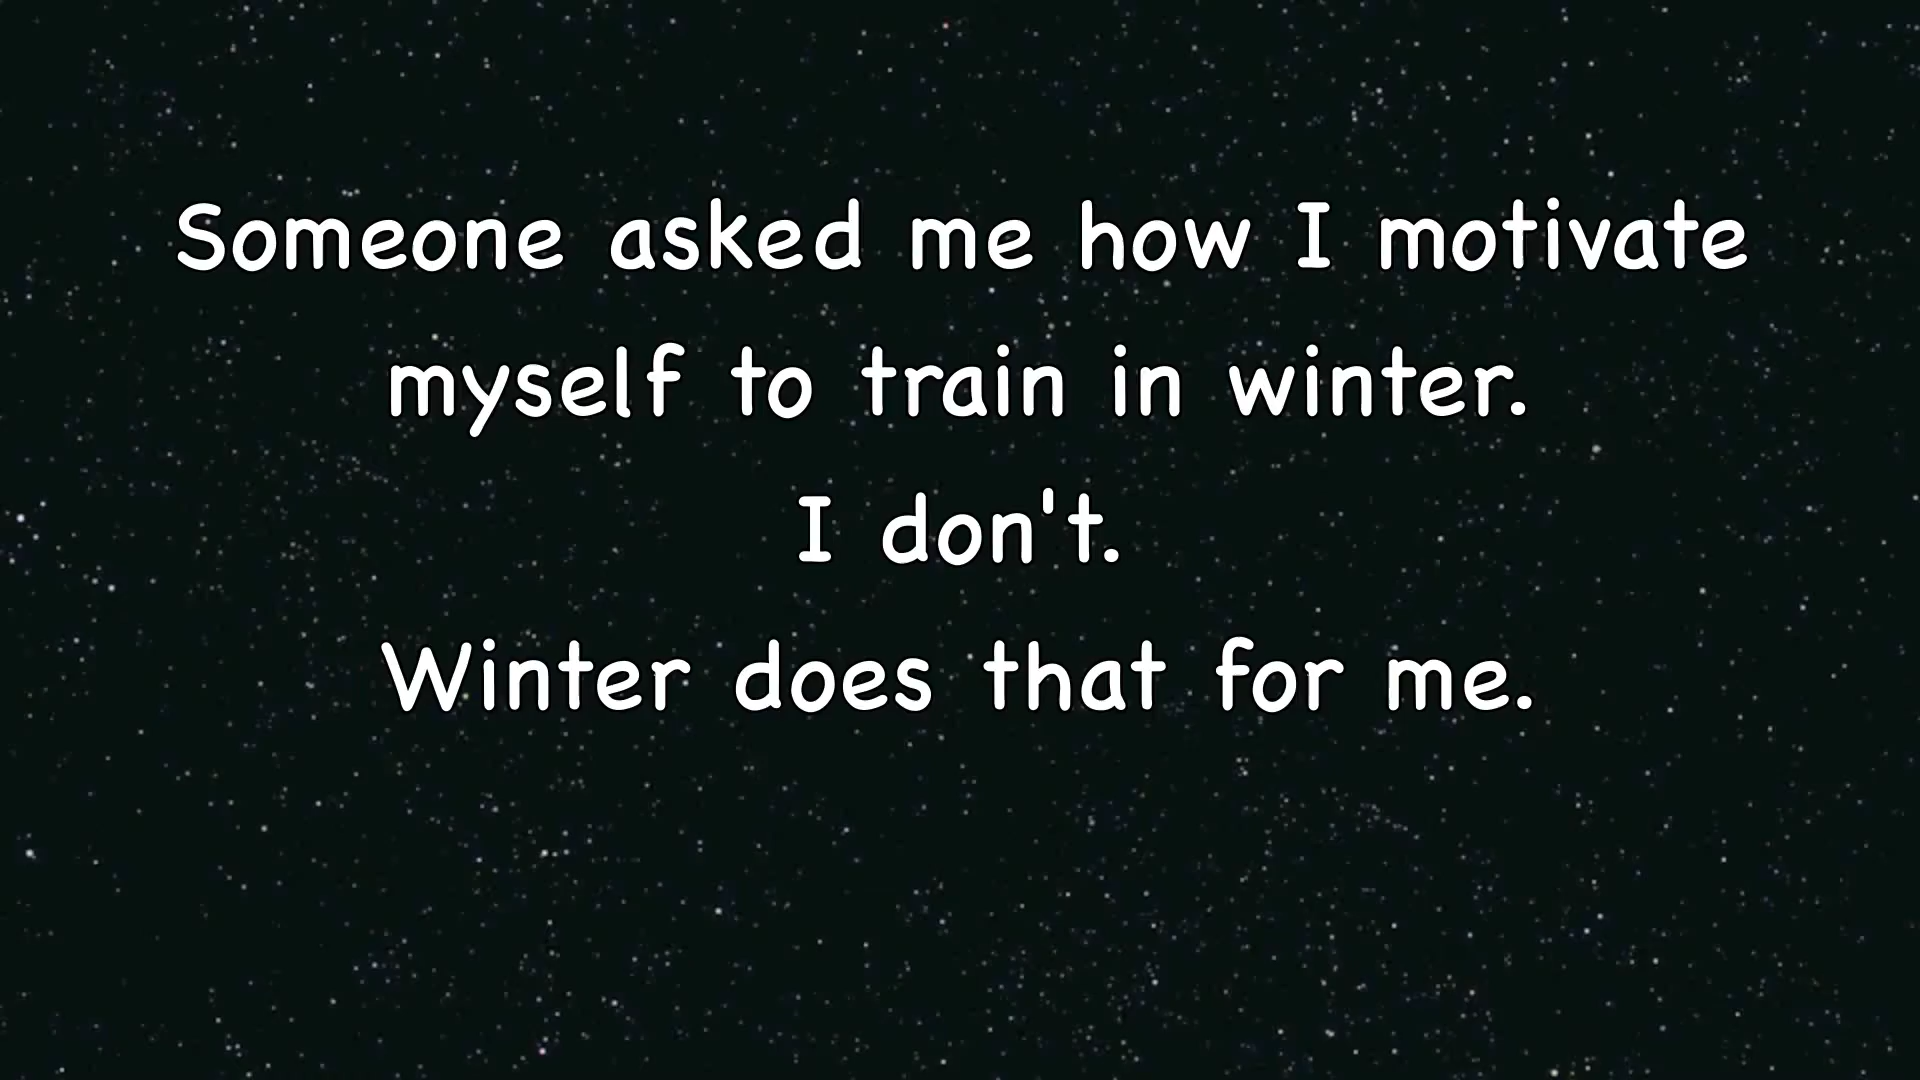 Someone asked me how I motivate
myself to train in winter.
I don't.
Winter does that for me.